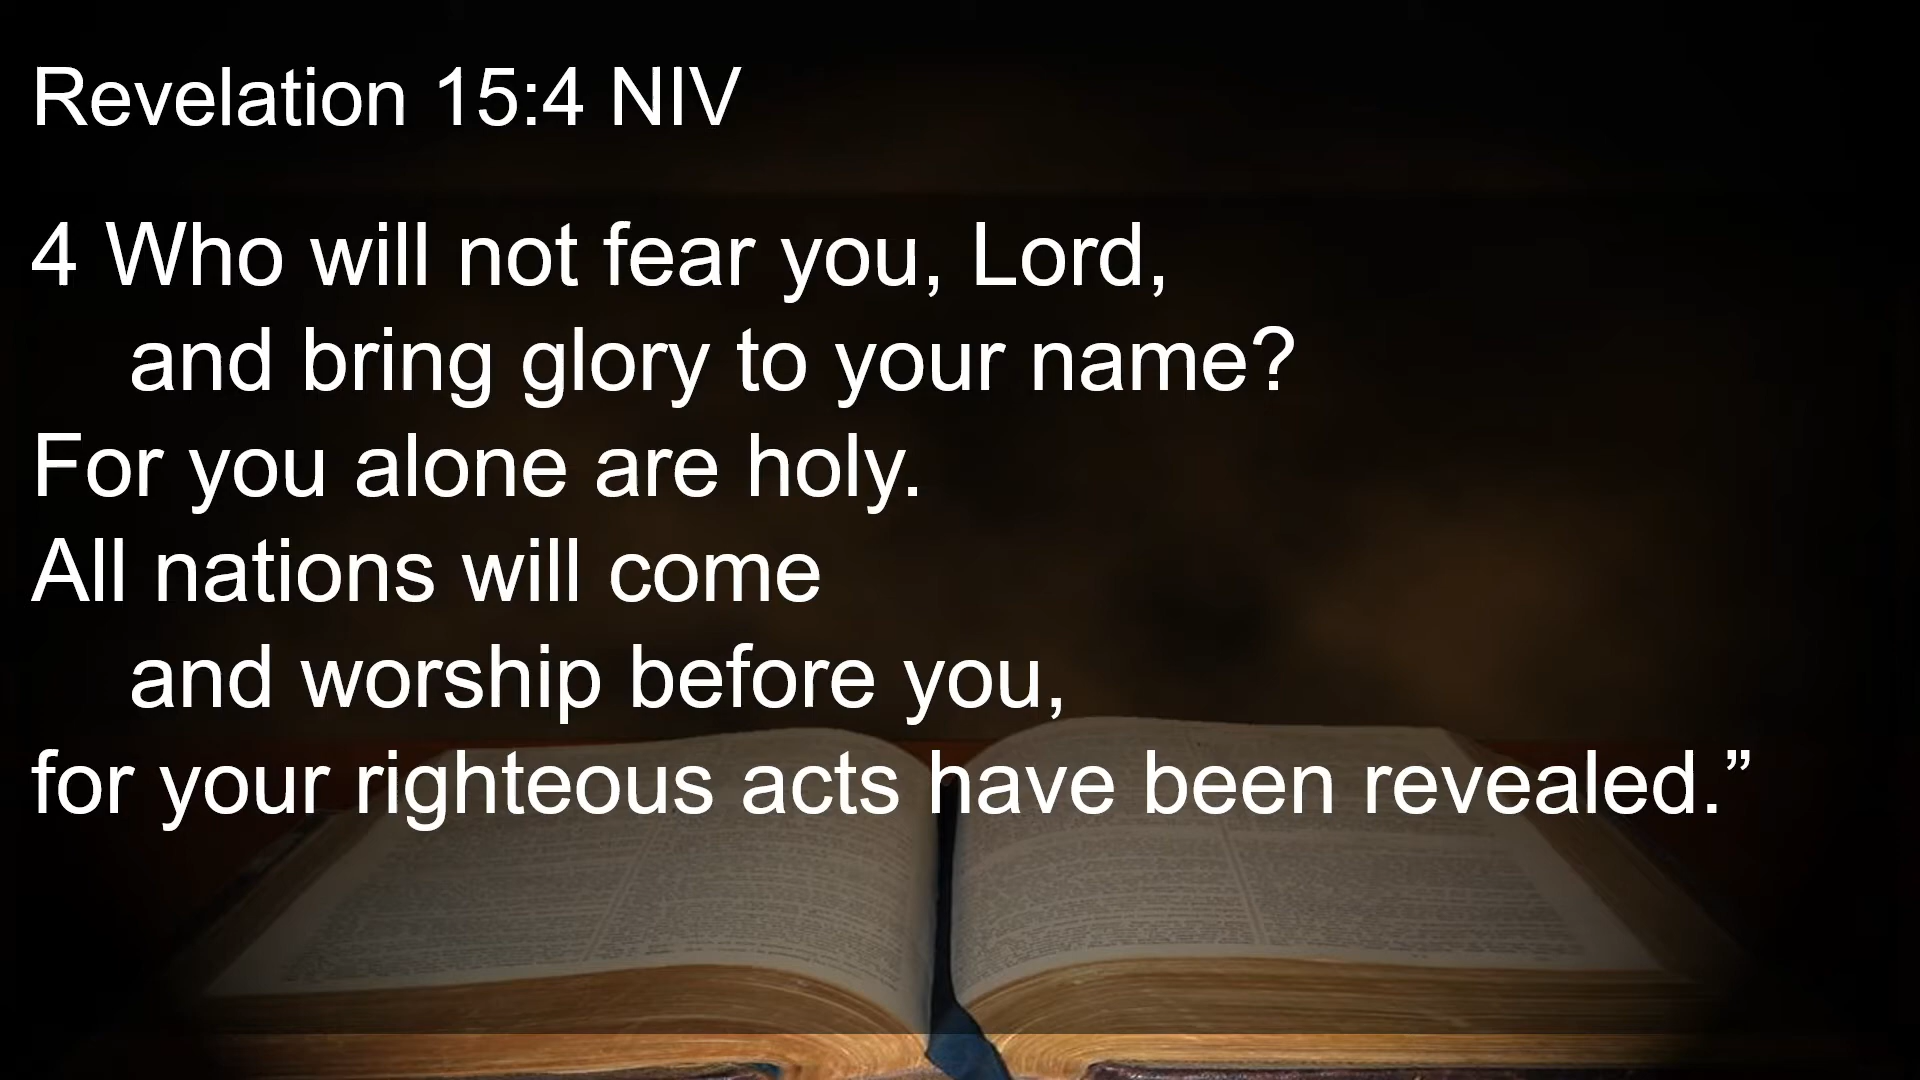 Revelation 15:4 NIV
4 Who will not fear you, Lord,
and bring glory to your name?
For you alone are holy.
All nations will come
and worship before you,
for your righteous acts have been revealed.”